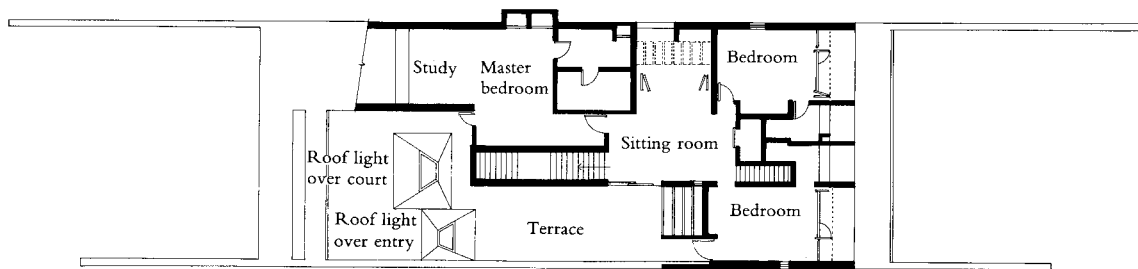 Study
Master
bedroom
Bedroom
Sitting room
Roof light
over court
Roof light
over entry
Terrace
Bedroom